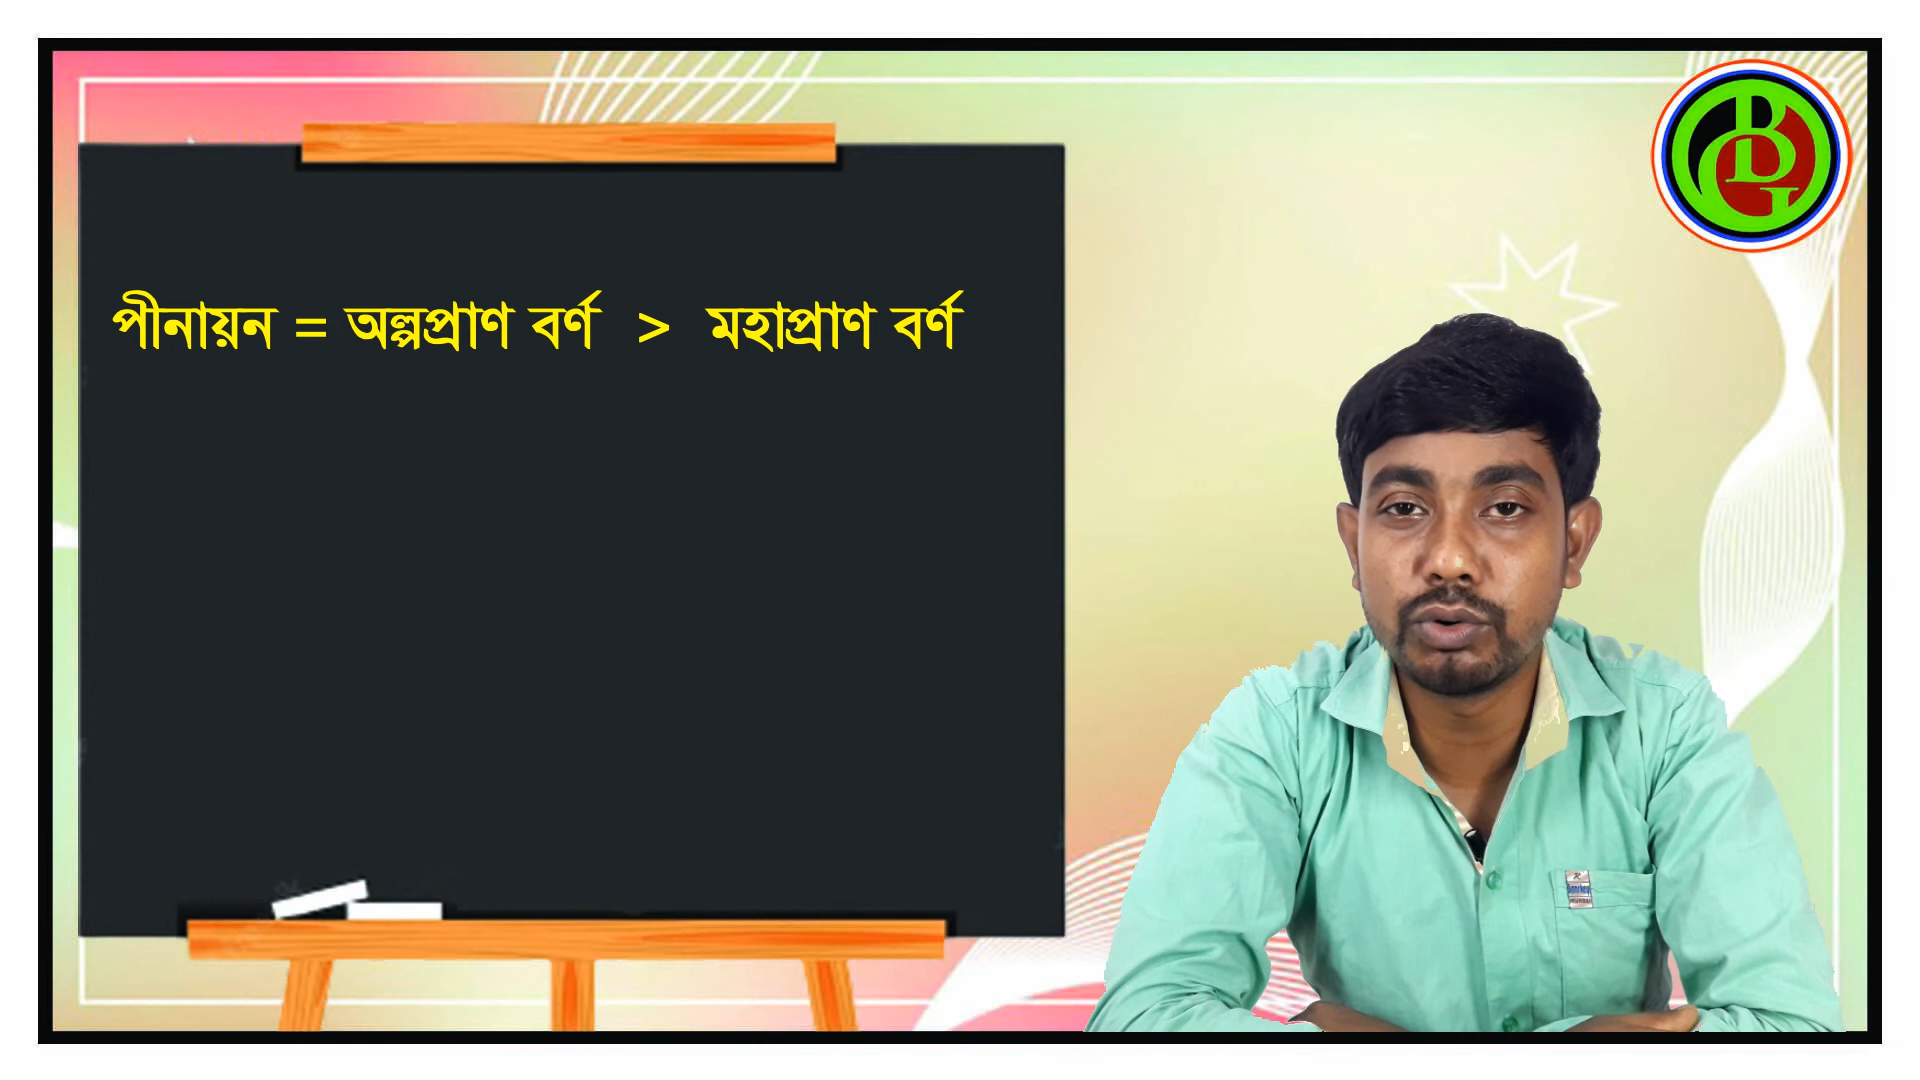 পীনায়ন = অল্পপ্রাণ বর্ণ > মহাপ্রাণ বর্ণ